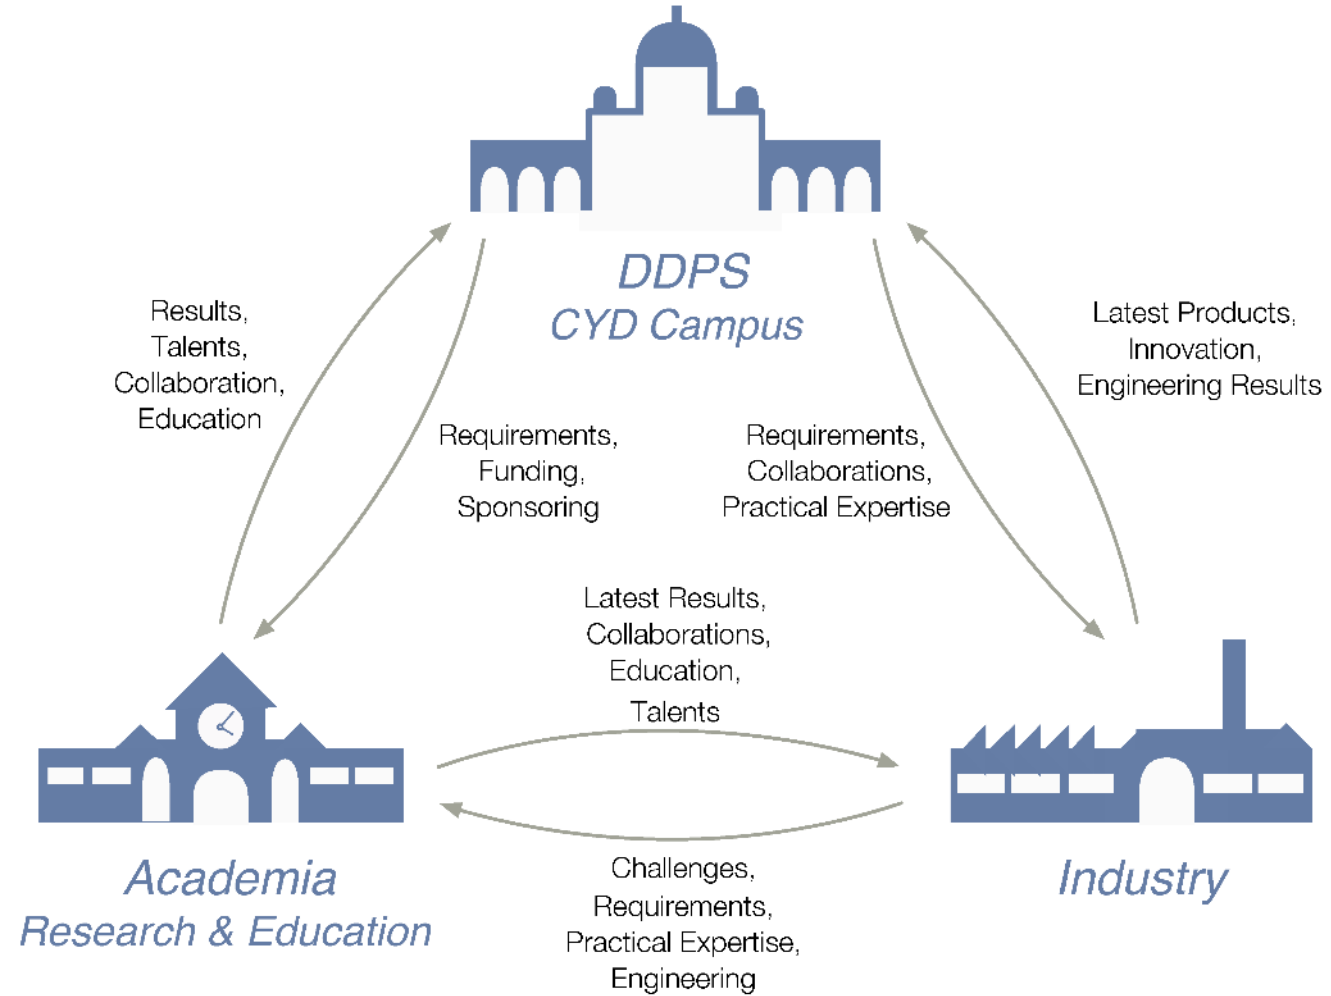 DDPS
CYD Campus
Results,
Talents,
Collaboration,
Education
Latest Products,
Innovation,
Engineering Results
Requirements,
Funding,
Sponsoring
Requirements,
Collaborations,
Practical Expertise
Latest Results,
Collaborations,
Education,
Talents
Academia
Research & Education
Industry
Challenges,
Requirements,
Practical Expertise,
Engineering